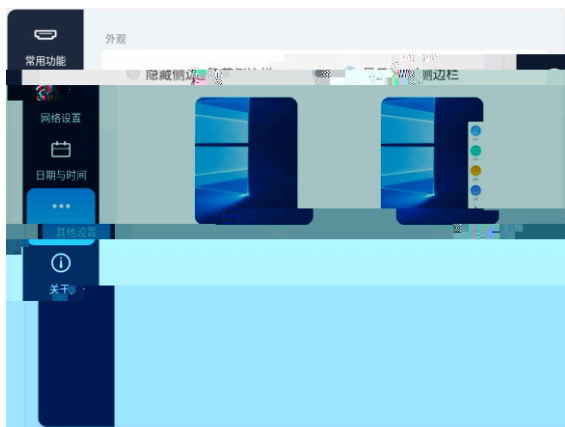 外观
常用功能
隐藏侧边
侧边栏
网络设置
日期与时间
其他设置
关于